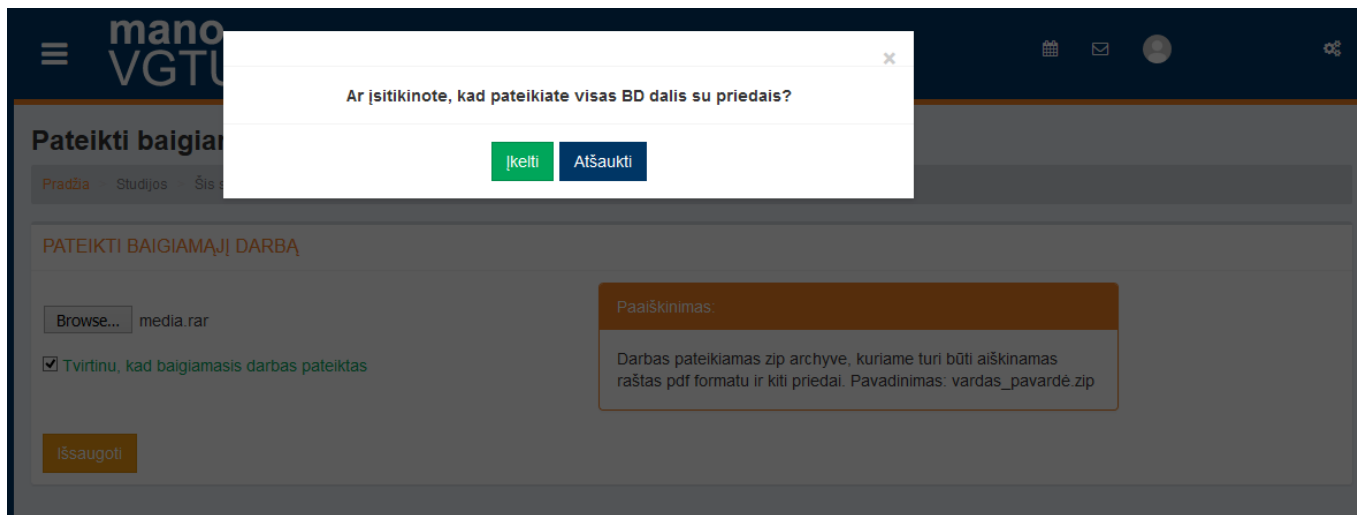 mano
VGTU
×
Ar įsitikinote, kad pateikiate visas BD dalis su priedais?
Įkelti Atšaukti
Pateikti
Pradžia Studijos Šis
PATEIKTI BAIGIAMĄJĮ DARBĄ
Browse... media.rar
Tvirtinu, kad baigiamasis darbas pateiktas
Išsaugoti
Paaiškinimas:
Darbas pateikiamas zip archyve, kuriame turi būti aiškinamas
raštas pdf formatu ir kiti priedai. Pavadinimas: vardas_pavardė.zip